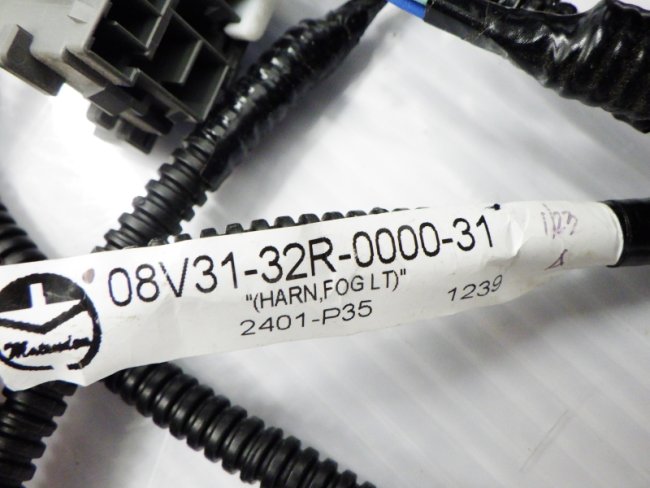 08V31-32R-0000-31
"(HARN,FOG LT)"
2401-P35 1239